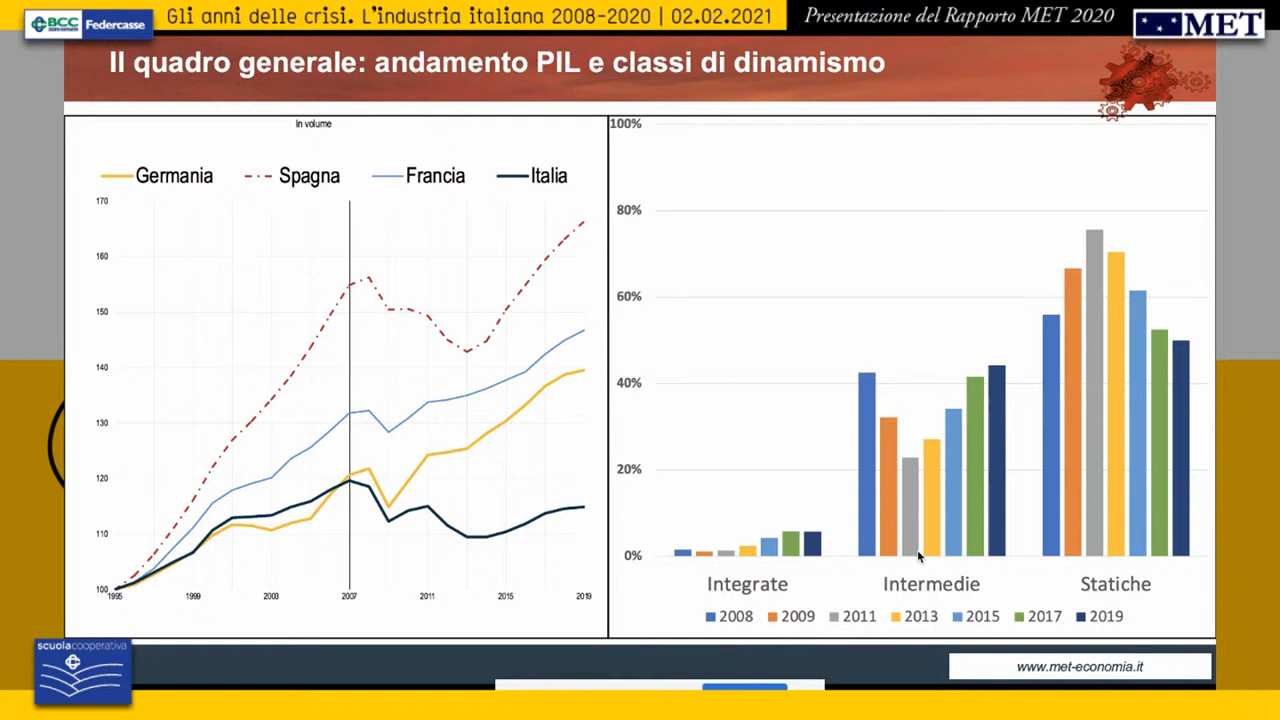 BCC
CREDITO COOPERATIVO
Federcasse
Gli anni delle crisi. L'industria italiana 2008-2020 | 02.02.2021
Presentazione del Rapporto MET 2020
MET
Il quadro generale: andamento PIL e classi di dinamismo
In volume
Germania Spagna Francia Italia
170
160
150
140
130
120
110
100
1995 1999 2003 2007 2011 2015 2019
100%
80%
60%
40%
20%
0%
Integrate Intermedie Statiche
2008 2009 2011 2013 2015 2017 2019
scuolacooperativa
www.met-economia.it